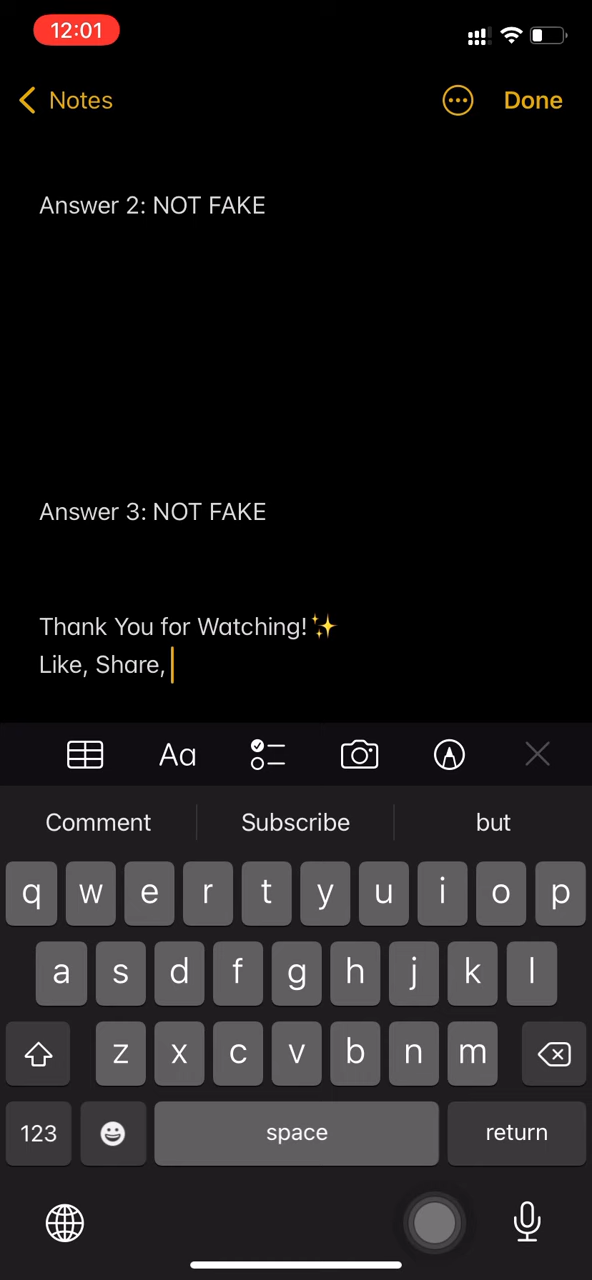 12:01
Notes
Done
Answer 2: NOT FAKE
Answer 3: NOT FAKE
Thank You for Watching!✨
Like, Share,
Aa
Comment Subscribe but
q w e r t y u i o p
a s d f g h j k l
z x c v b n m
123 space return